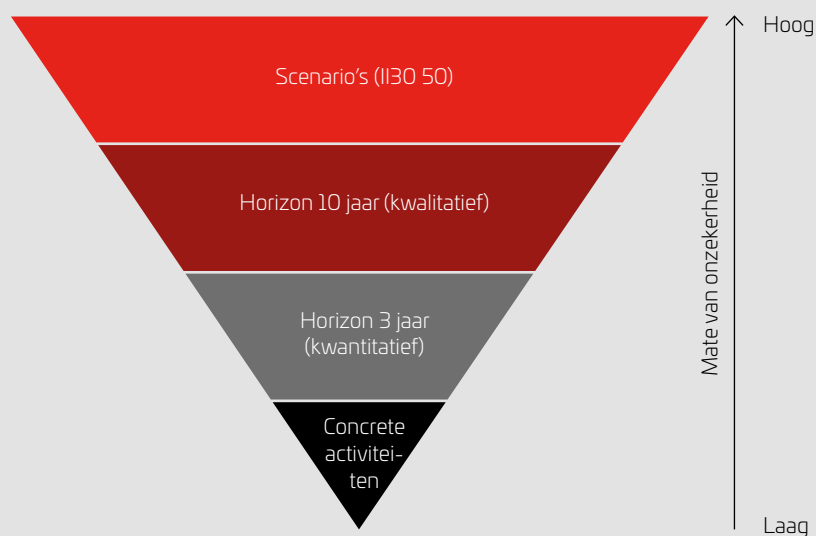 Hoog
Scenario's (II30 50)
Horizon 10 jaar (kwalitatief)
Mate van onzekerheid
Horizon 3 jaar
(kwantitatief)
Concrete
activitei-
ten
Laag